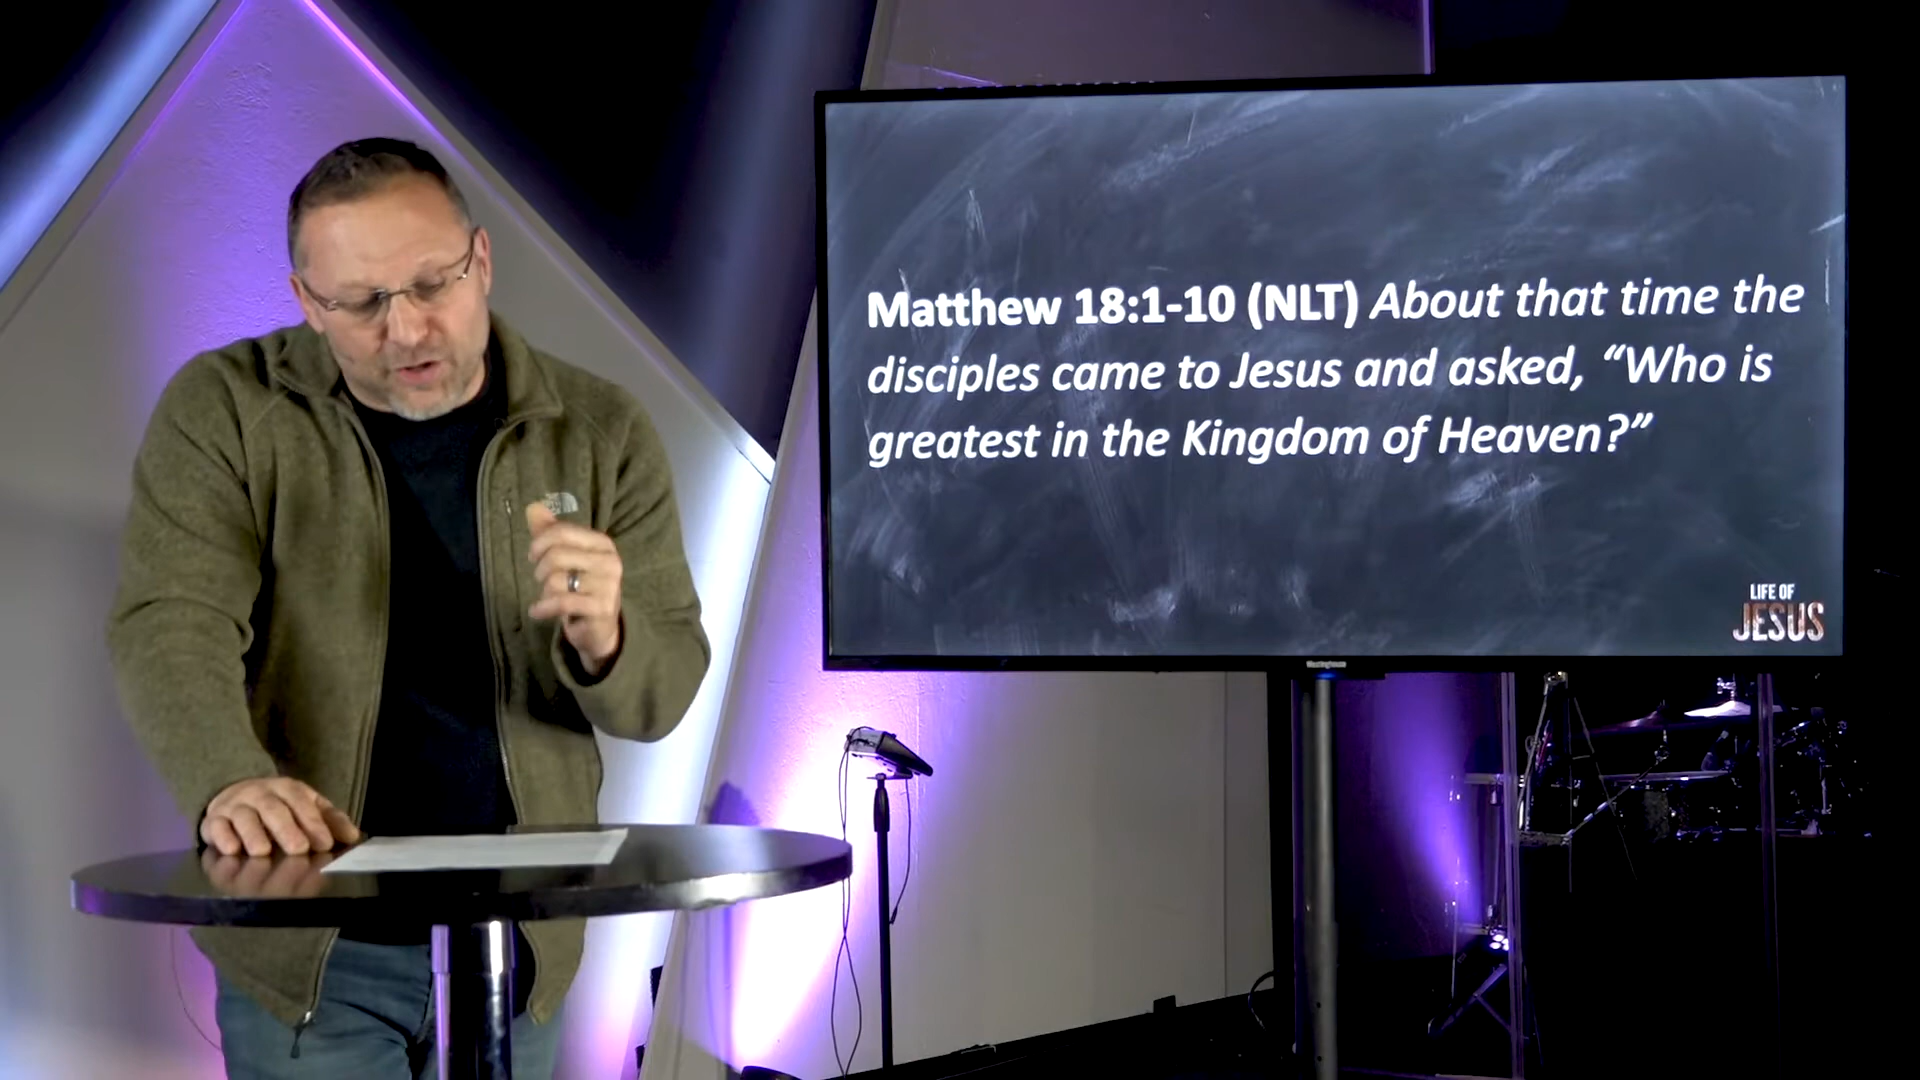 Matthew 18:1-10 (NLT) About that time the
disciples came to Jesus and asked, “Who is
greatest in the Kingdom of Heaven?”
LIFE OF
JESUS
Westinghouse